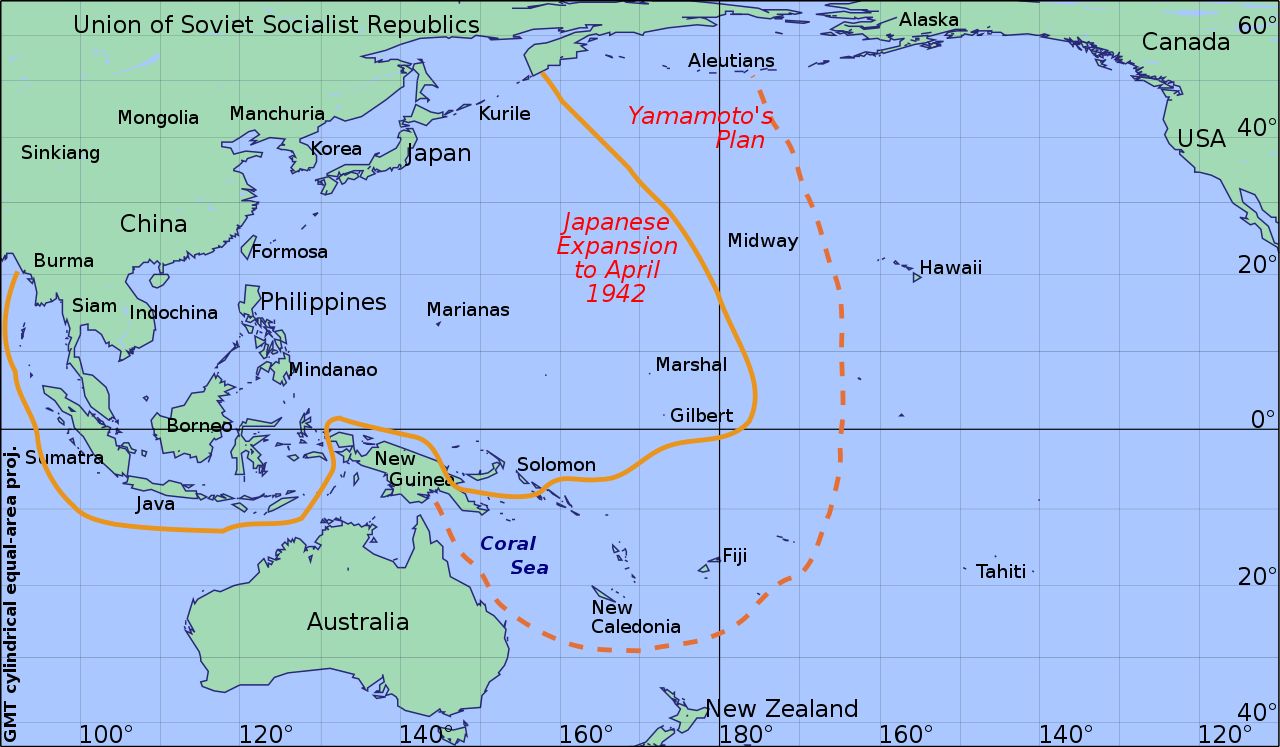 Union of Soviet Socialist Republics
Alaska
60°
Canada
Aleutians
Mongolia
Manchuria
Kurile
Yamamoto's
Plan
40°
USA
Sinkiang
Korea
Japan
China
Japanese
Expansion
to April
1942
Formosa
Midway
Burma
Hawaii
20°
Siam
Indochina
Philippines
Marianas
Mindanao
Marshal
Gilbert
Borneo
0°
Sumatra
New
Guinea
Solomon
Java
Coral
Sea
Fiji
Tahiti
20°
New
Caledonia
Australia
New Zealand
40°
100°
120°
140°
160°
180°
160°
140°
120°
GMT cylindrical equal-area proj.